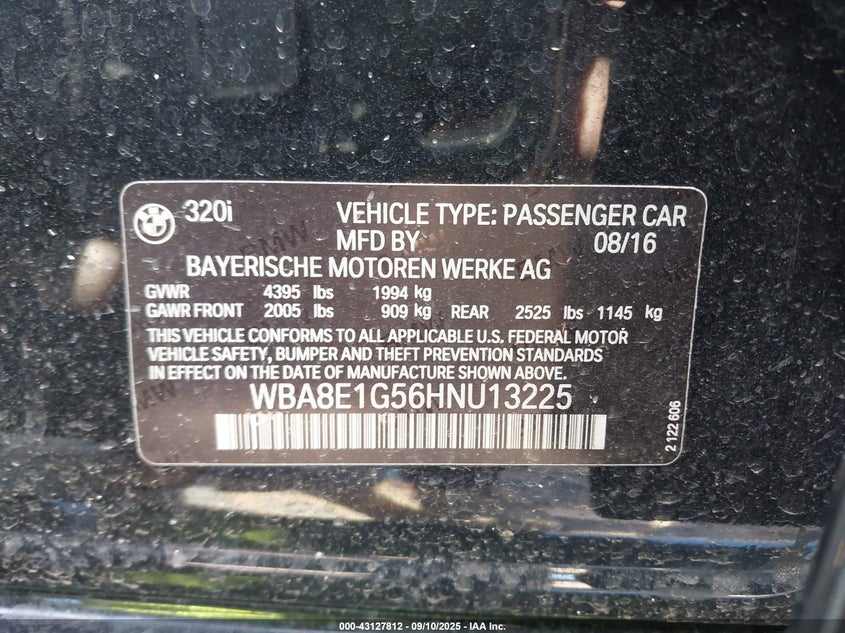 320i VEHICLE TYPE: PASSENGER CAR
MFD BY 08/16
BAYERISCHE MOTOREN WERKE AG
GVWR 4395 lbs 1994 kg
GAWR FRONT 2005 lbs 909 kg REAR 2525 lbs 1145 kg
THIS VEHICLE CONFORMS TO ALL APPLICABLE U.S. FEDERAL MOTOR
VEHICLE SAFETY, BUMPER AND THEFT PREVENTION STANDARDS
IN EFFECT ON THE DATE OF MANUFACTURE SHOWN ABOVE.
WBA8E1G56HNU13225
2 122 606
000-43127812 - 09/10/2025 - IAA Inc.